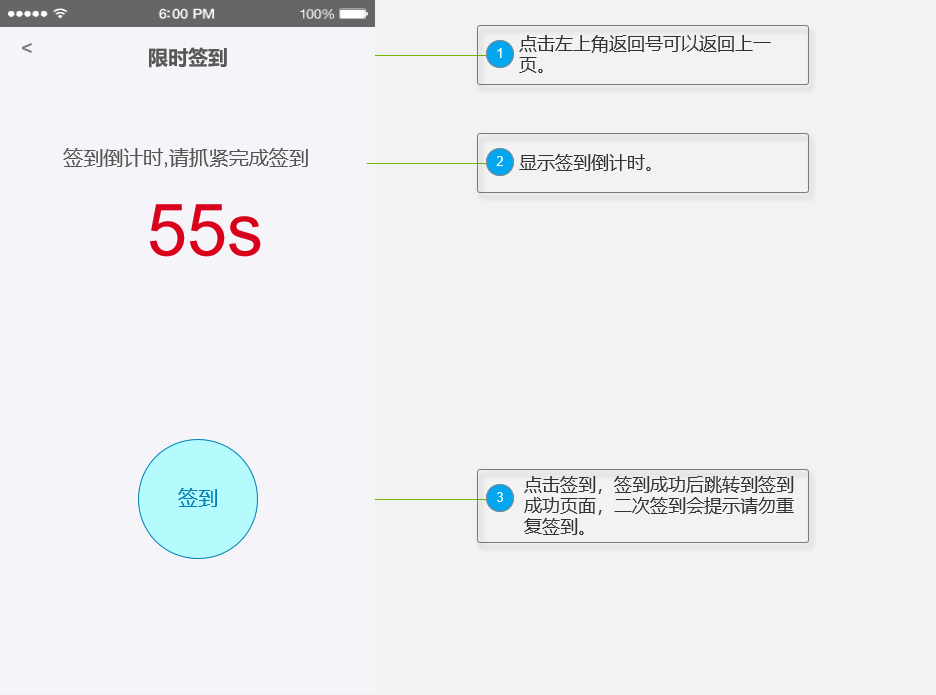 6:00 PM
100%
<
限时签到
签到倒计时,请抓紧完成签到
55s
签到
1
点击左上角返回号可以返回上一
页。
2
显示签到倒计时。
3
点击签到，签到成功后跳转到签到
成功页面，二次签到会提示请勿重
复签到。